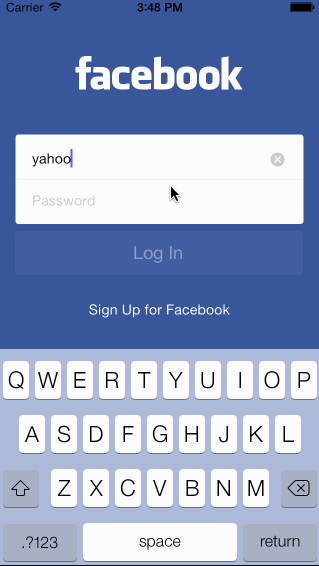 Carrier 3:48 PM
facebook
yahoo
Password
Log In
Sign Up for Facebook
Q W E R T Y U I O P
A S D F G H J K L
Z X C V B N M
.?123 space return